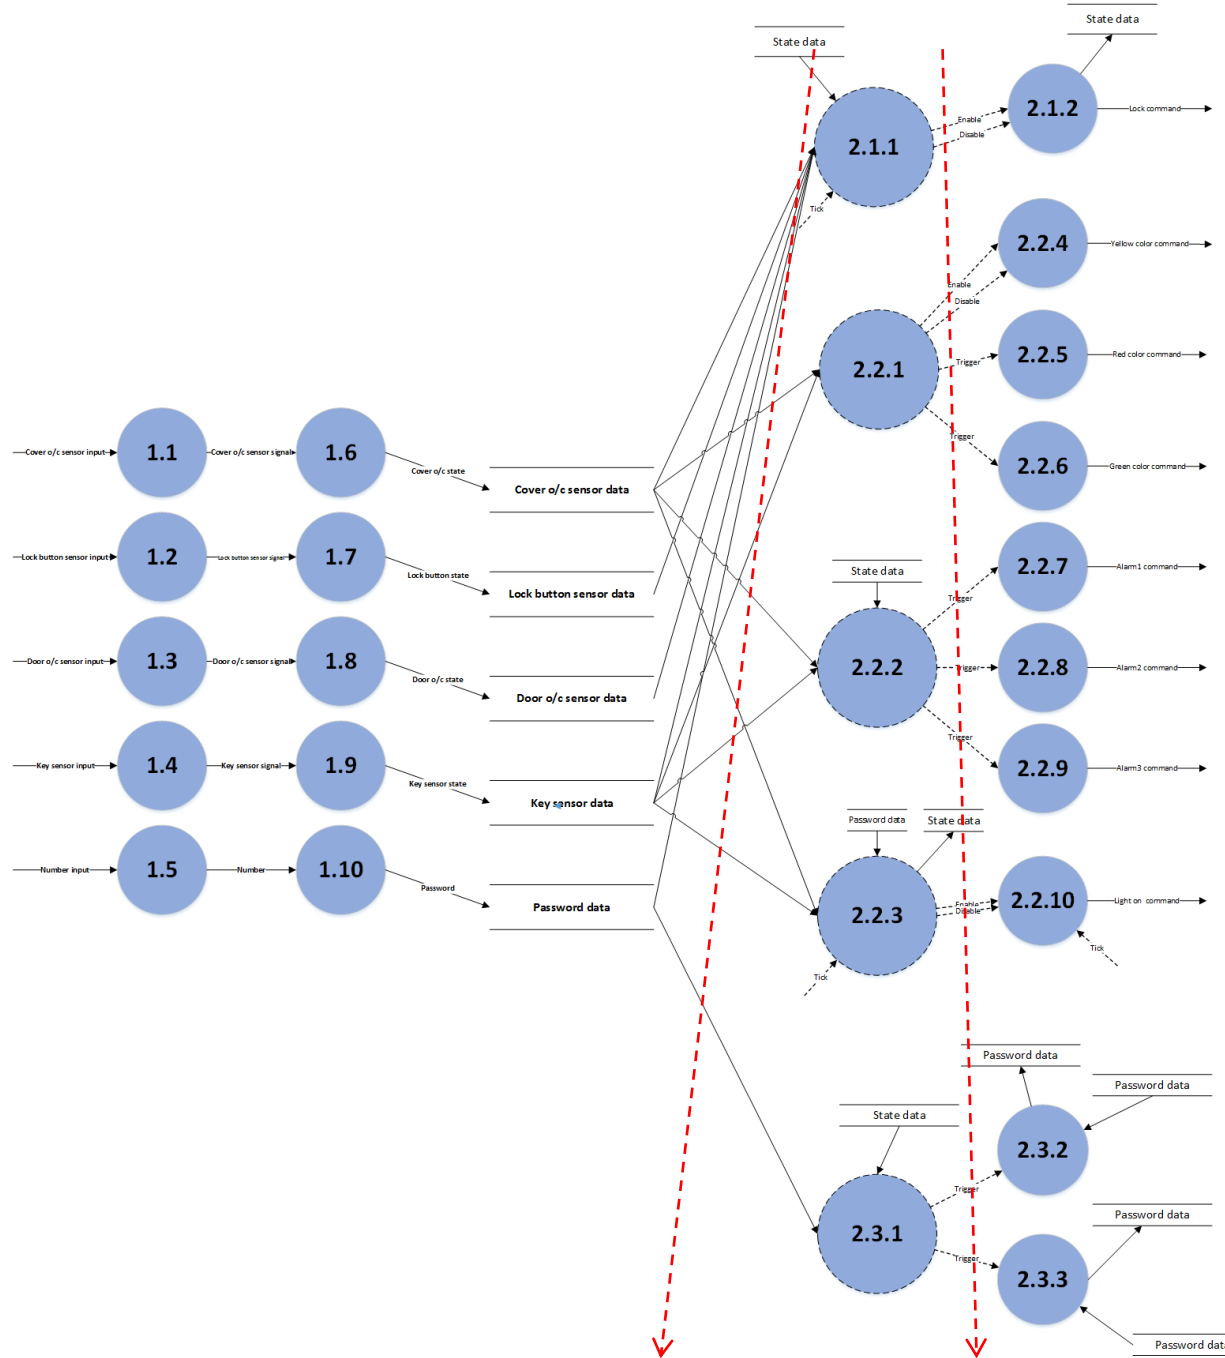 State data
State data
2.1.2
Lock command
Enable
Disable
2.1.1
Tick
2.2.4
Yellow color command
Enable
Disable
2.2.1
Trigger
2.2.5
Red color command
Trigger
2.2.6
Green color command
Cover o/c sensor input
1.1
Cover o/c sensor signal
1.6
Cover o/c state
Cover o/c sensor data
Lock button sensor input
1.2
Lock button sensor signal
1.7
Lock button state
Lock button sensor data
State data
2.2.7
Alarm1 command
Trigger
Door o/c sensor input
1.3
Door o/c sensor signal
1.8
Door o/c state
Door o/c sensor data
2.2.2
Trigger
2.2.8
Alarm2 command
Trigger
Key sensor input
1.4
Key sensor signal
1.9
Key sensor state
Key sensor data
2.2.9
Alarm3 command
Password data
State data
Number input
1.5
Number
1.10
Password
Password data
2.2.3
Enable
Disable
2.2.10
Light on command
Tick
Tick
Password data
Password data
State data
2.3.2
Trigger
2.3.1
Password data
Trigger
2.3.3
Password data